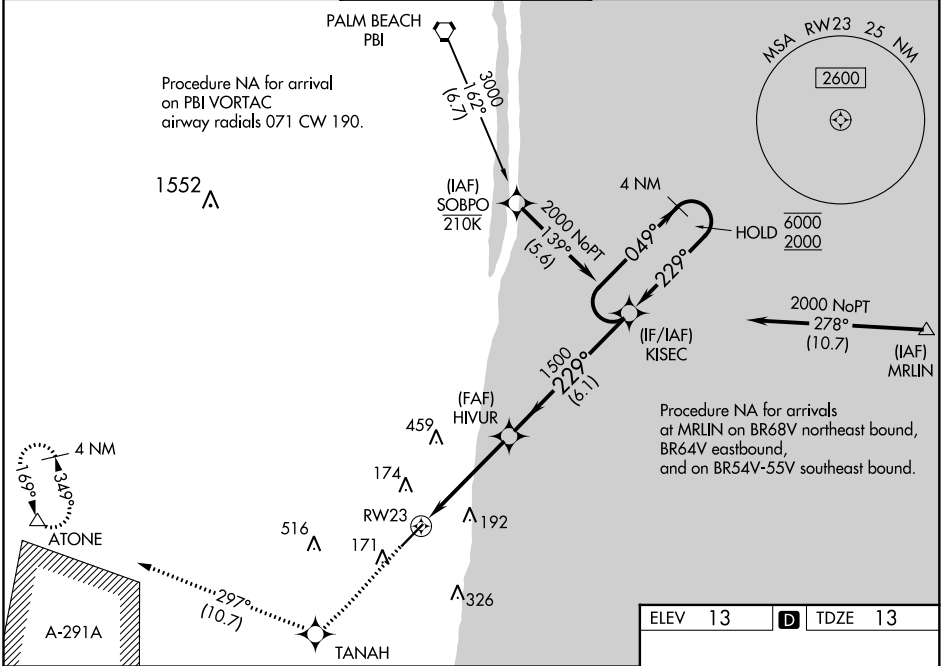 PALM BEACH
PBI
Procedure NA for arrival
on PBI VORTAC
airway radials 071 CW 190.
3000
162°
(6.7)
MSA RW23 25 NM
2600
1552
(IAF)
SOBPO
210K
2000 NoPT
139°
(5.6)
4 NM
049°
229°
HOLD
6000
2000
2000 NoPT
278°
(10.7)
(IAF)
MRLIN
(IF/IAF)
KISEC
1500
229°
(6.1)
(FAF)
HIVUR
Procedure NA for arrivals
at MRLIN on BR68V northeast bound,
BR64V eastbound,
and on BR54V-55V southeast bound.
459
174
4 NM
169°
349°
ATONE
RW23
192
516
171
326
297°
(10.7)
A-291A
TANAH
ELEV 13 D TDZE 13